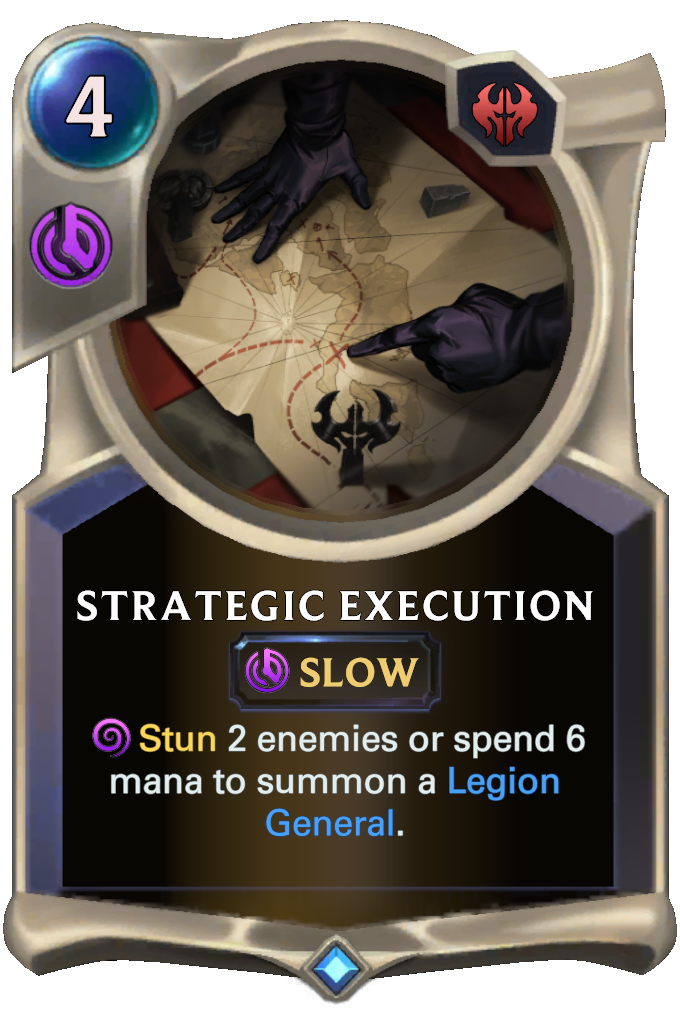 4
STRATEGIC EXECUTION
SLOW
Stun 2 enemies or spend 6
mana to summon a Legion
General.